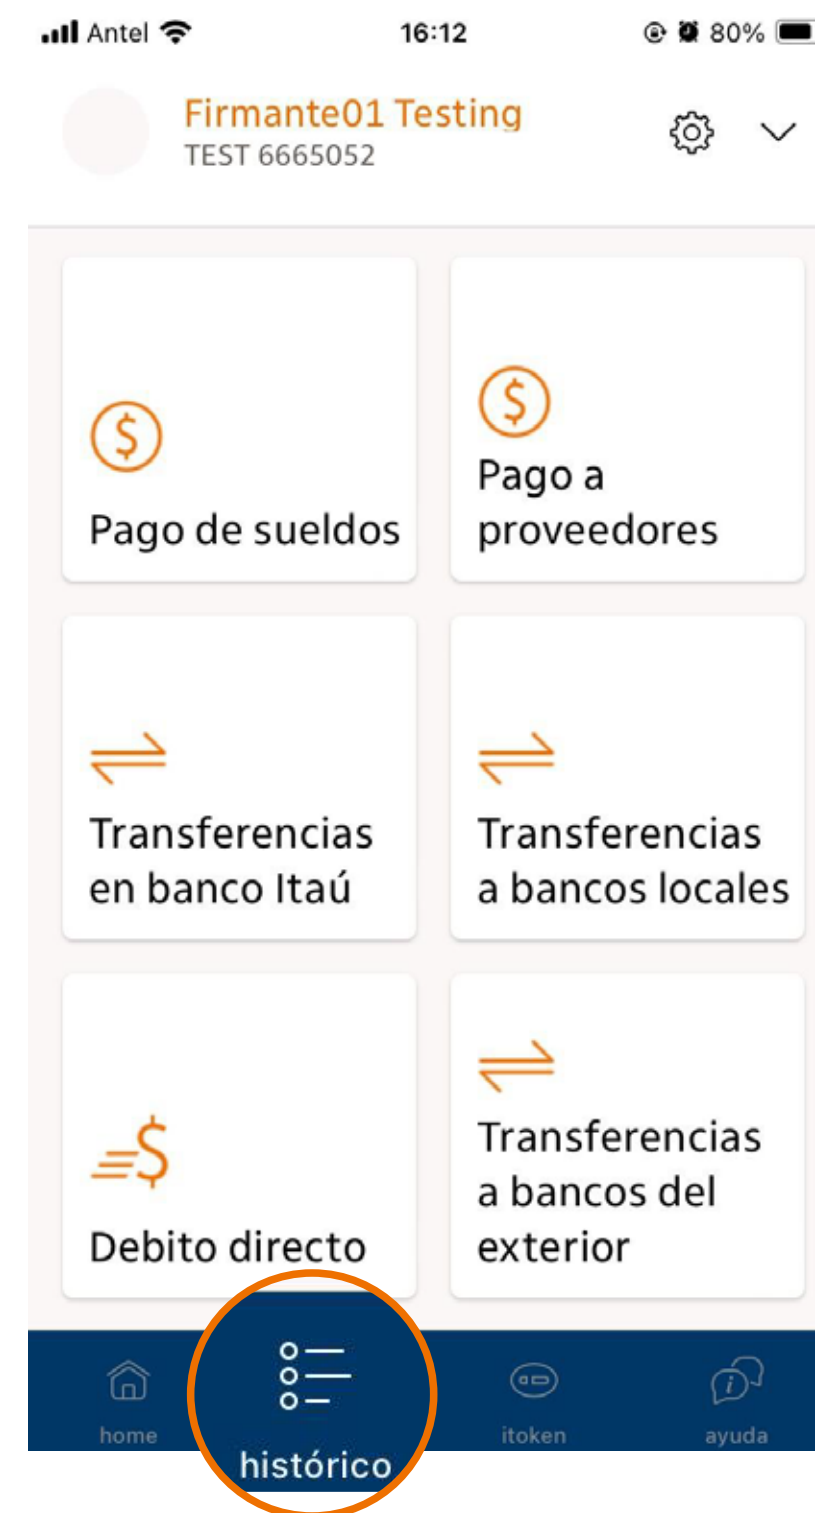 Antel 16:12 80%
Firmante01 Testing
TEST 6665052
$
Pago de sueldos
$
Pago a
proveedores
Transferencias
en banco Itaú
Transferencias
a bancos locales
$
Debito directo
Transferencias
a bancos del
exterior
home
histórico
itoken
i
ayuda